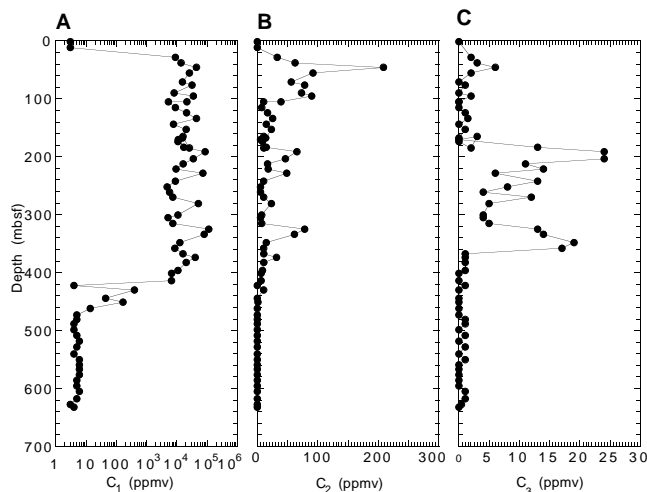 A B C
0
100
200
300
400
500
600
700
Depth (mbsf)
1 10 10² 10³ 10⁴ 10⁵ 10⁶
C₁ (ppmv)
0 100 200 300
C₂ (ppmv)
0 5 10 15 20 25 30
C₃ (ppmv)